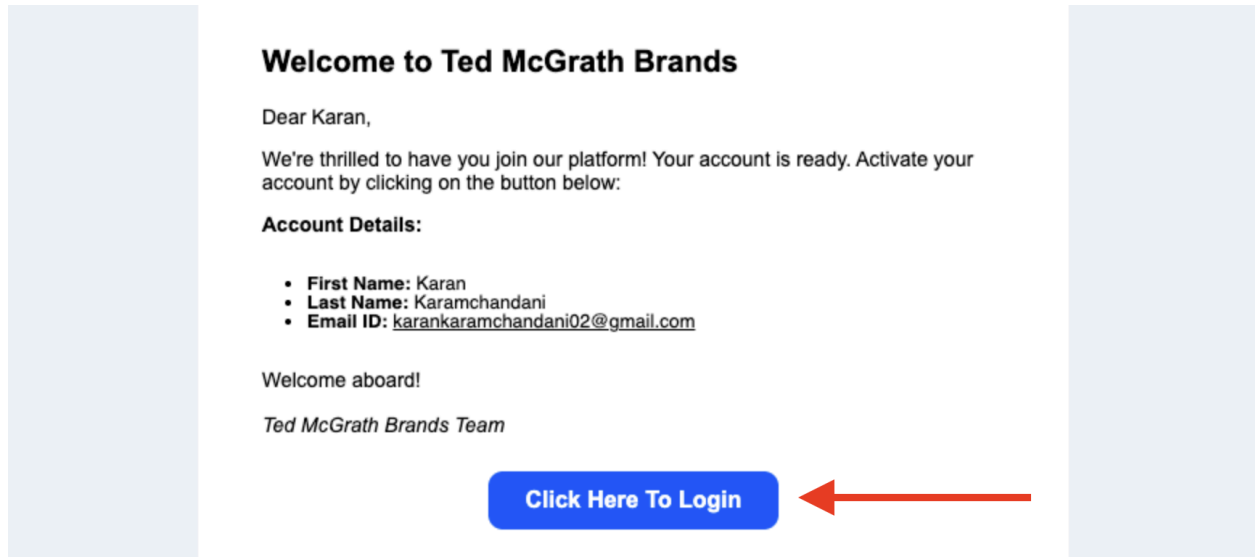 Welcome to Ted McGrath Brands
Dear Karan,
We're thrilled to have you join our platform! Your account is ready. Activate your
account by clicking on the button below:
Account Details:
• First Name: Karan
• Last Name: Karamchandani
• Email ID: karankaramchandani02@gmail.com
Welcome aboard!
Ted McGrath Brands Team
Click Here To Login